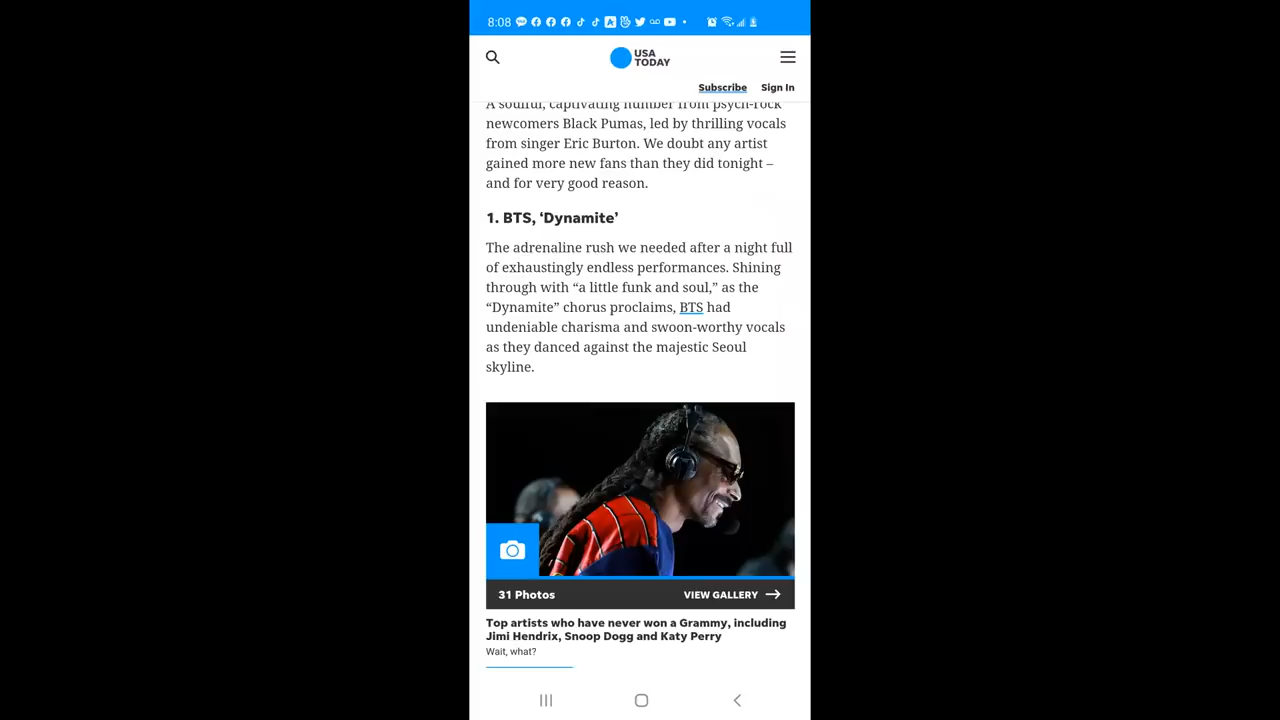 8:08
USA
TODAY
Subscribe Sign In
A soulful, captivating number from psych-rock
newcomers Black Pumas, led by thrilling vocals
from singer Eric Burton. We doubt any artist
gained more new fans than they did tonight –
and for very good reason.
1. BTS, ‘Dynamite’
The adrenaline rush we needed after a night full
of exhaustingly endless performances. Shining
through with “a little funk and soul,” as the
“Dynamite” chorus proclaims, BTS had
undeniable charisma and swoon-worthy vocals
as they danced against the majestic Seoul
skyline.
31 Photos VIEW GALLERY
Top artists who have never won a Grammy, including
Jimi Hendrix, Snoop Dogg and Katy Perry
Wait, what?